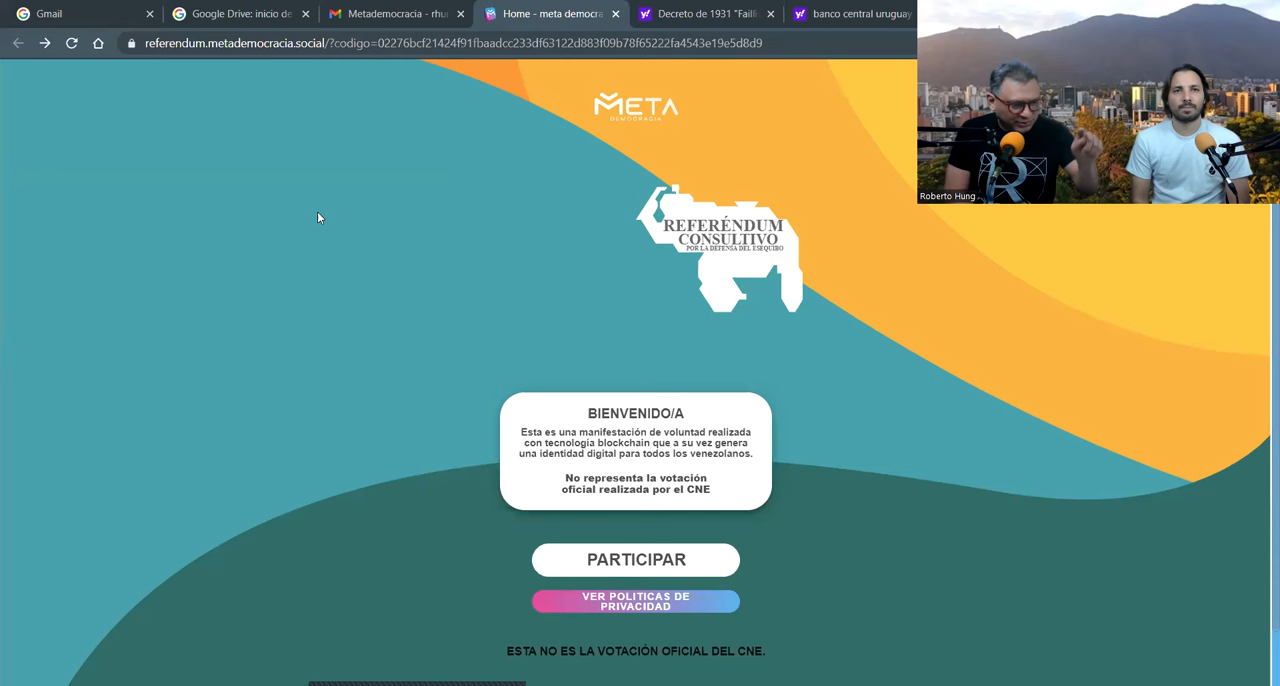 Gmail
Google Drive: inicio de
Metademocracia - rhu
Home - meta democra
Decreto de 1931 "Failli
banco central uruguay
referendum.metademocracia.social/?codigo=02276bcf21424f91fbaadcc233df63122d883f09b78f65222fa4543e19e5d8d9
META
DEMOCRACIA
Roberto Hung
REFERÉNDUM
CONSULTIVO
POR LA DEFENSA DEL ESEQUIBO
BIENVENIDO/A
Esta es una manifestación de voluntad realizada
con tecnología blockchain que a su vez genera
una identidad digital para todos los venezolanos.
No representa la votación
oficial realizada por el CNE
PARTICIPAR
VER POLITICAS DE
PRIVACIDAD
ESTA NO ES LA VOTACIÓN OFICIAL DEL CNE.